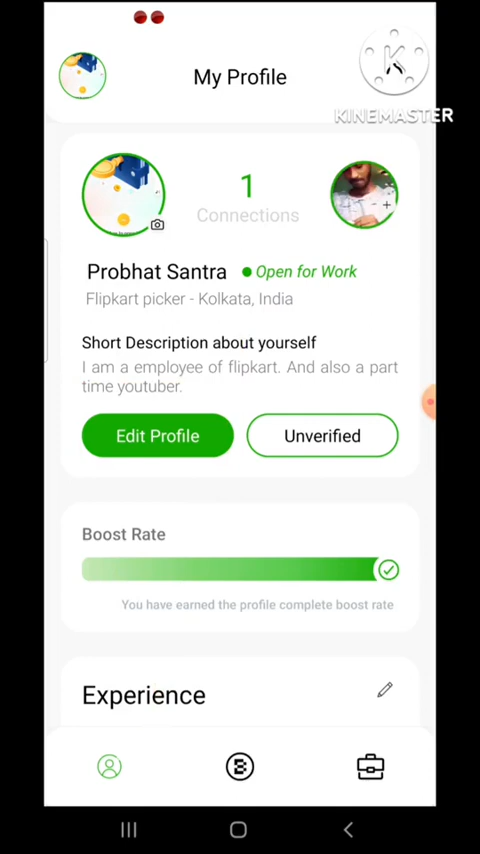 My Profile
KINEMASTER
1
Connections
Probhat Santra
Open for Work
Flipkart picker - Kolkata, India
Short Description about yourself
I am a employee of flipkart. And also a part
time youtuber.
Edit Profile
Unverified
Boost Rate
You have earned the profile complete boost rate
Experience